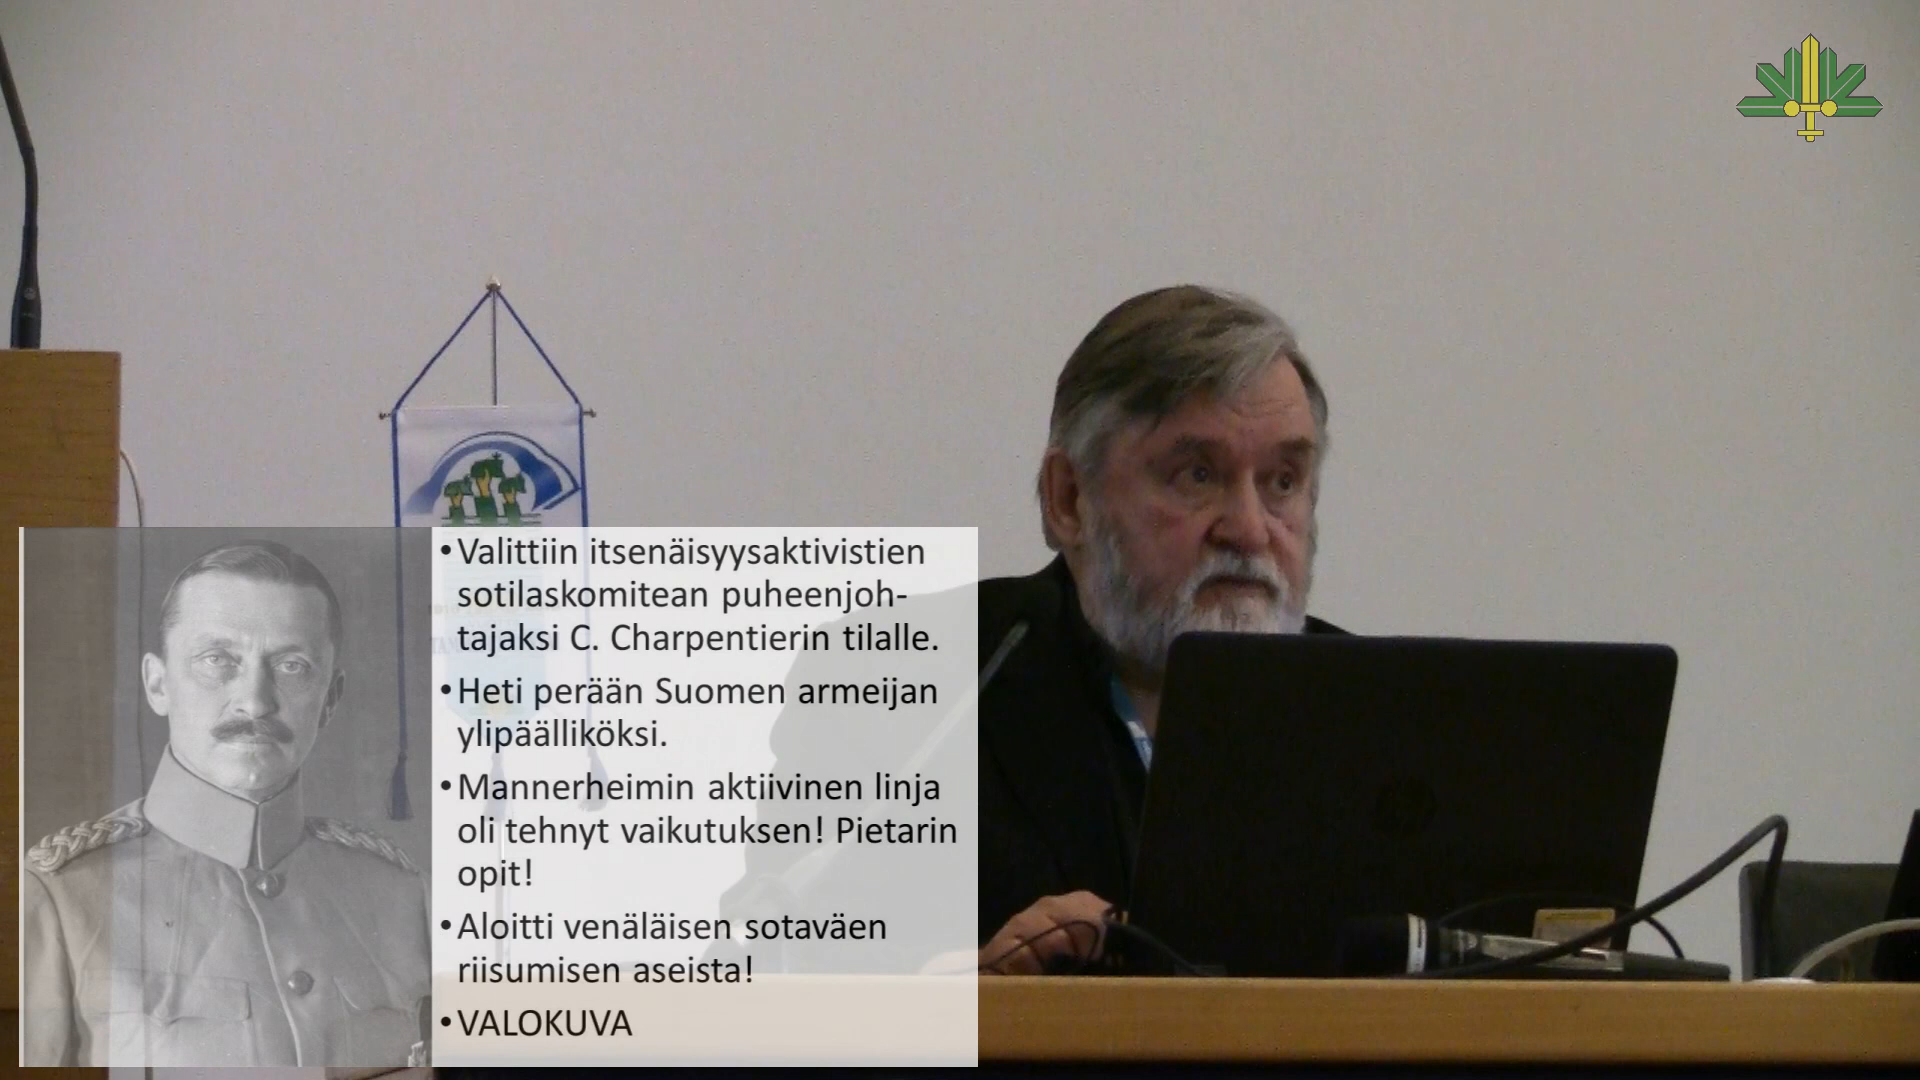 • Valittiin itsenäisyysaktivistien
sotilaskomitean puheenjoh-
tajaksi C. Charpentierin tilalle.
• Heti perään Suomen armeijan
ylipäälliköksi.
• Mannerheimin aktiivinen linja
oli tehnyt vaikutuksen! Pietarin
opit!
• Aloitti venäläisen sotaväen
riisumisen aseista!
• VALOKUVA